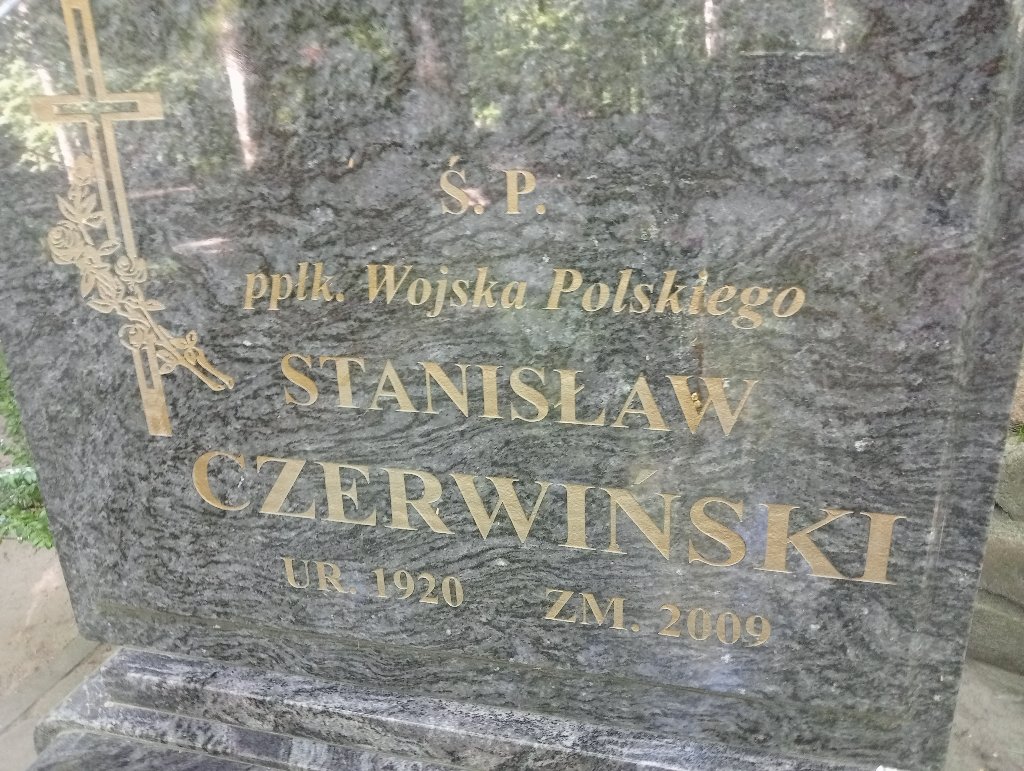 Ś. P.
ppłk. Wojska Polskiego
STANISŁAW
CZERWIŃSKI
UR. 1920 ZM. 2009